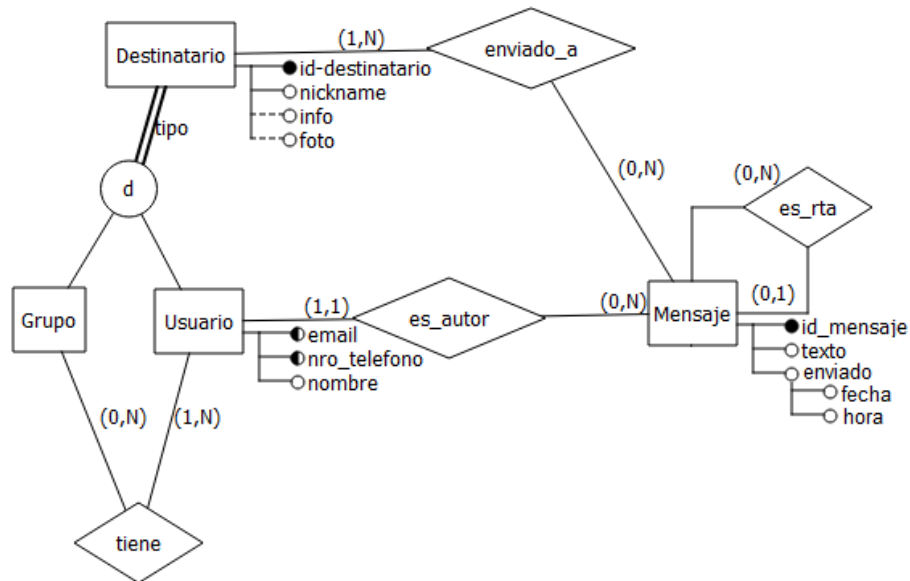 Destinatario
(1,N)
enviado_a
id-destinatario
nickname
info
foto
tipo
d
(0,N)
(0,N)
es_rta
Grupo
Usuario
(1,1)
es_autor
(0,N)
Mensaje
(0,1)
email
nro_telefono
nombre
id_mensaje
texto
enviado
fecha
hora
(0,N)
(1,N)
tiene